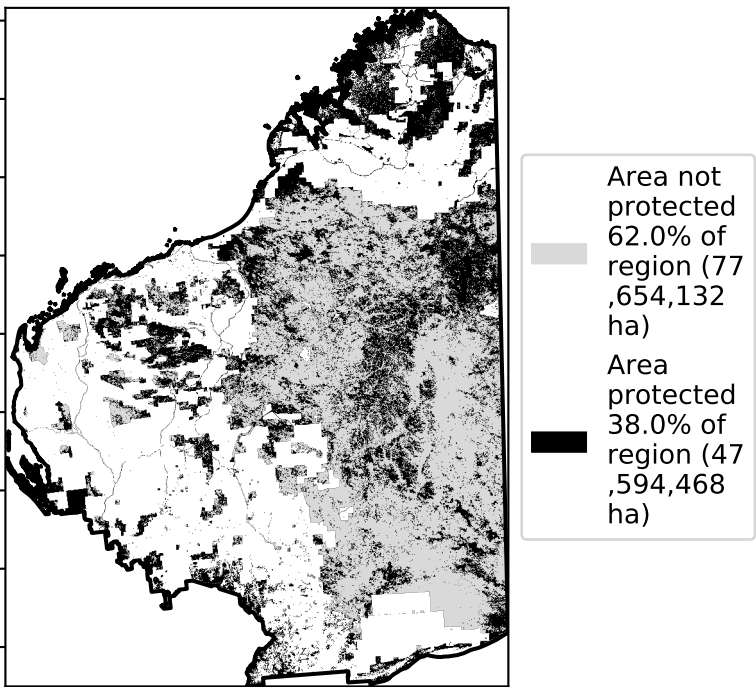 Area not
protected
62.0% of
region (77
,654,132
ha)
Area
protected
38.0% of
region (47
,594,468
ha)